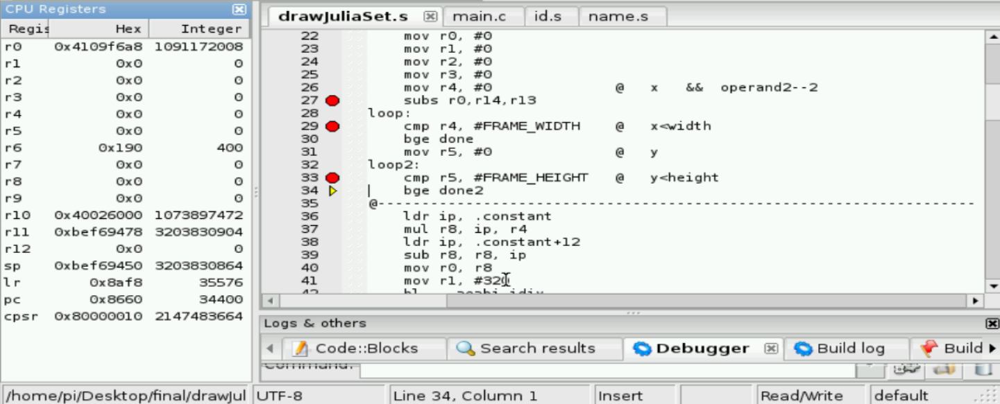 CPU Registers
Regis Hex Integer
r0 0x4109f6a8 1091172008
r1 0x0 0
r2 0x0 0
r3 0x0 0
r4 0x0 0
r5 0x0 0
r6 0x190 400
r7 0x0 0
r8 0x0 0
r9 0x0 0
r10 0x40026000 1073897472
r11 0xbef69478 3203830904
r12 0x0 0
sp 0xbef69450 3203830864
lr 0x8af8 35576
pc 0x8660 34400
cpsr 0x80000010 2147483664
drawJuliaSet.s main.c id.s name.s
22 mov r0, #0
23 mov r1, #0
24 mov r2, #0
25 mov r3, #0
26 mov r4, #0 @ x && operand2--2
27 subs r0,r14,r13
28 loop:
29 cmp r4, #FRAME_WIDTH @ x<width
30 bge done
31 mov r5, #0 @ y
32 loop2:
33 cmp r5, #FRAME_HEIGHT @ y<height
34 bge done2
35 @--------------------------------------------------------------------------
36 ldr ip, .constant
37 mul r8, ip, r4
38 ldr ip, .constant+12
39 sub r8, r8, ip
40 mov r0, r8
41 mov r1, #320
Logs & others
Code::Blocks Search results Debugger Build log Build
Command:
/home/pi/Desktop/final/drawJul UTF-8 Line 34, Column 1 Insert Read/Write default